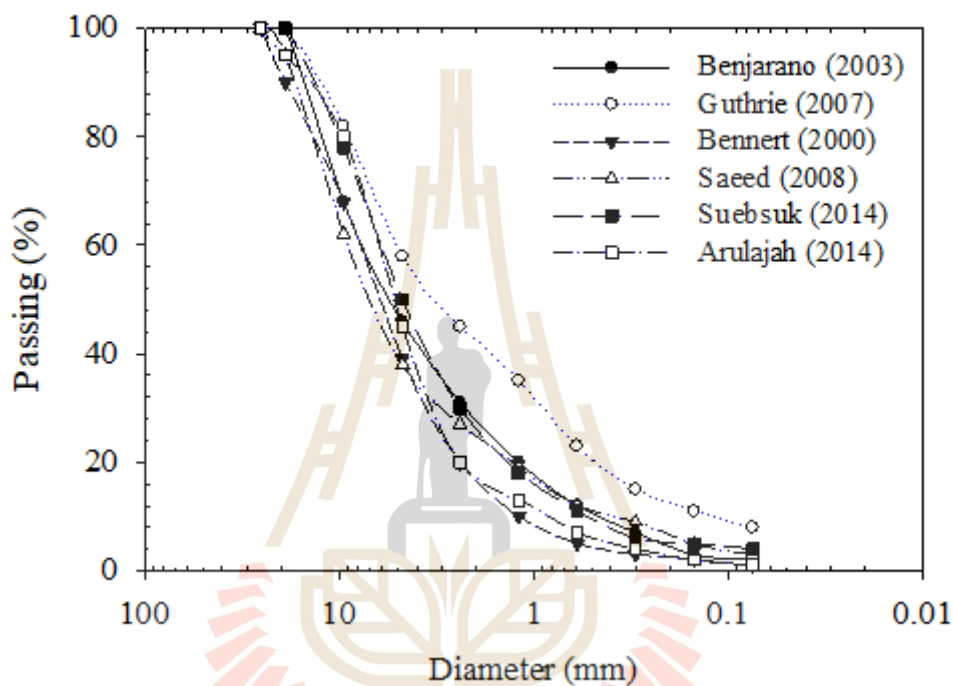 100
80
60
40
20
0
Passing (%)
Benjarano (2003)
Guthrie (2007)
Bennert (2000)
Saeed (2008)
Suebsuk (2014)
Arulajah (2014)
100 10 1 0.1 0.01
Diameter (mm)